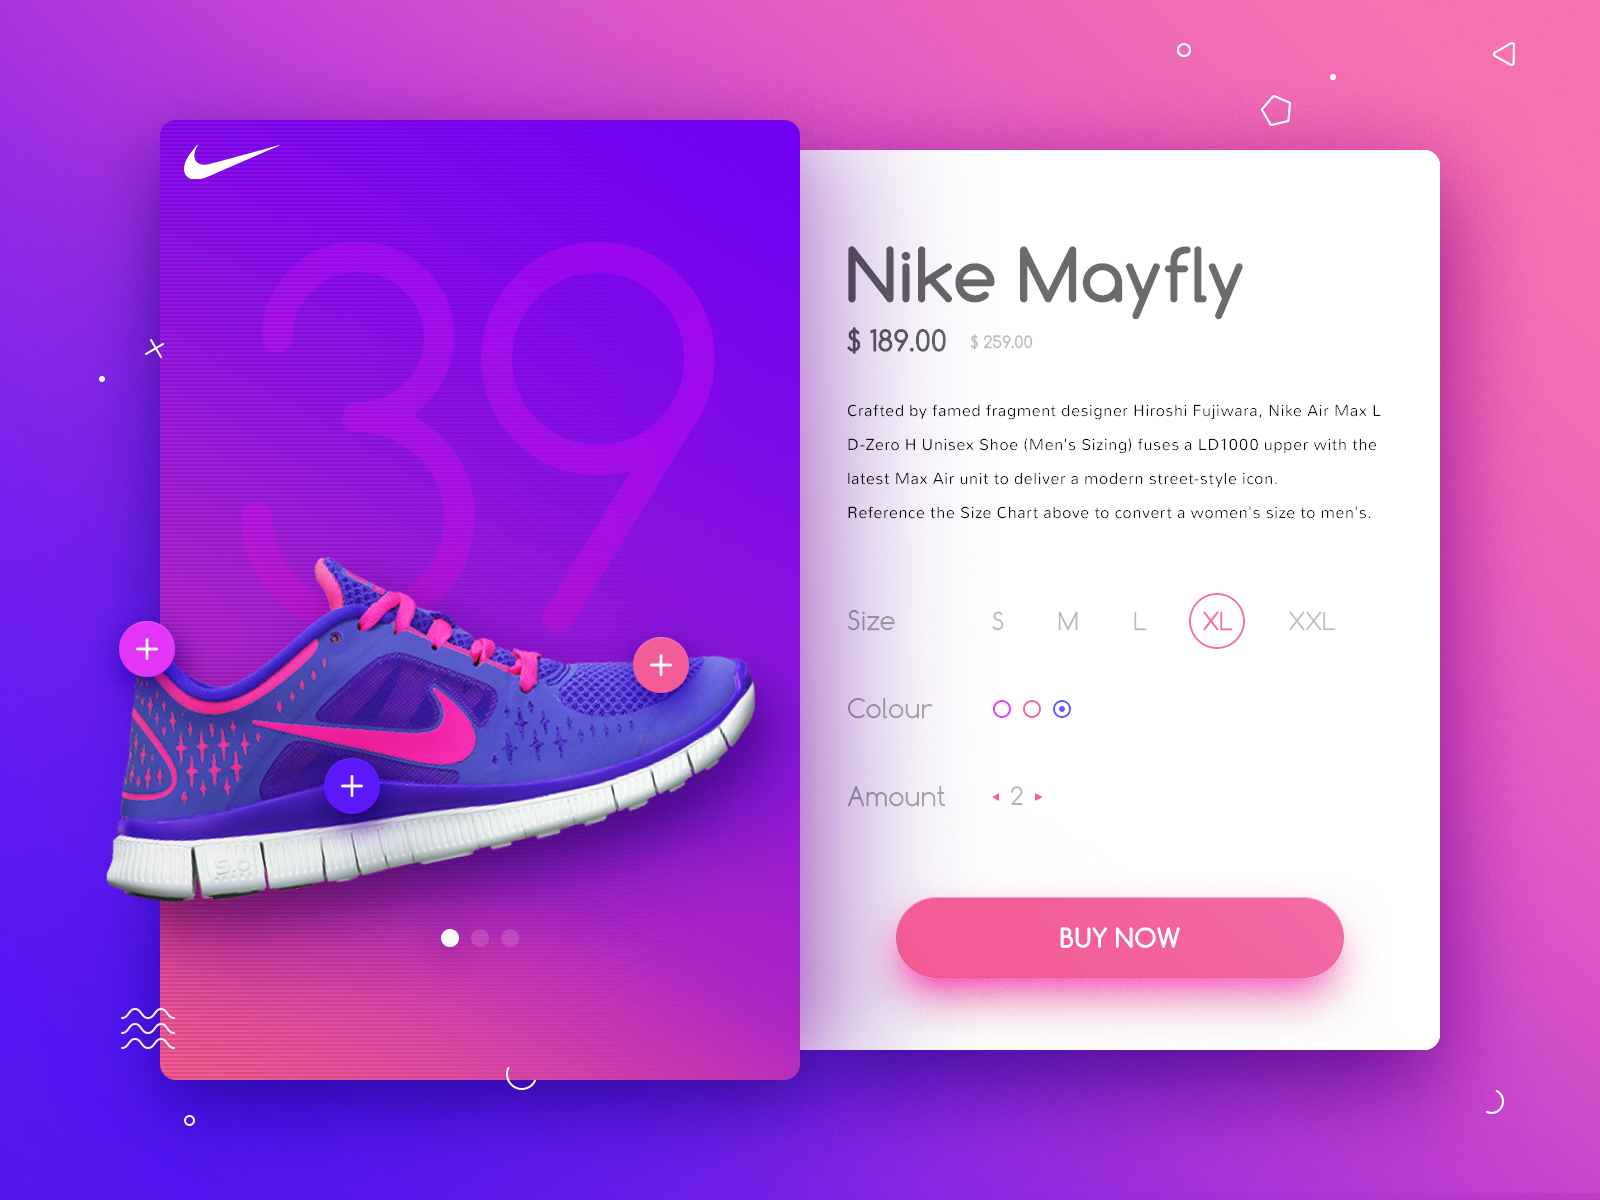 39
5.0
Nike Mayfly
$ 189.00 $ 259.00
Crafted by famed fragment designer Hiroshi Fujiwara, Nike Air Max L
D-Zero H Unisex Shoe (Men's Sizing) fuses a LD1000 upper with the
latest Max Air unit to deliver a modern street-style icon.
Reference the Size Chart above to convert a women's size to men's.
Size S M L XL XXL
Colour
Amount 2
BUY NOW